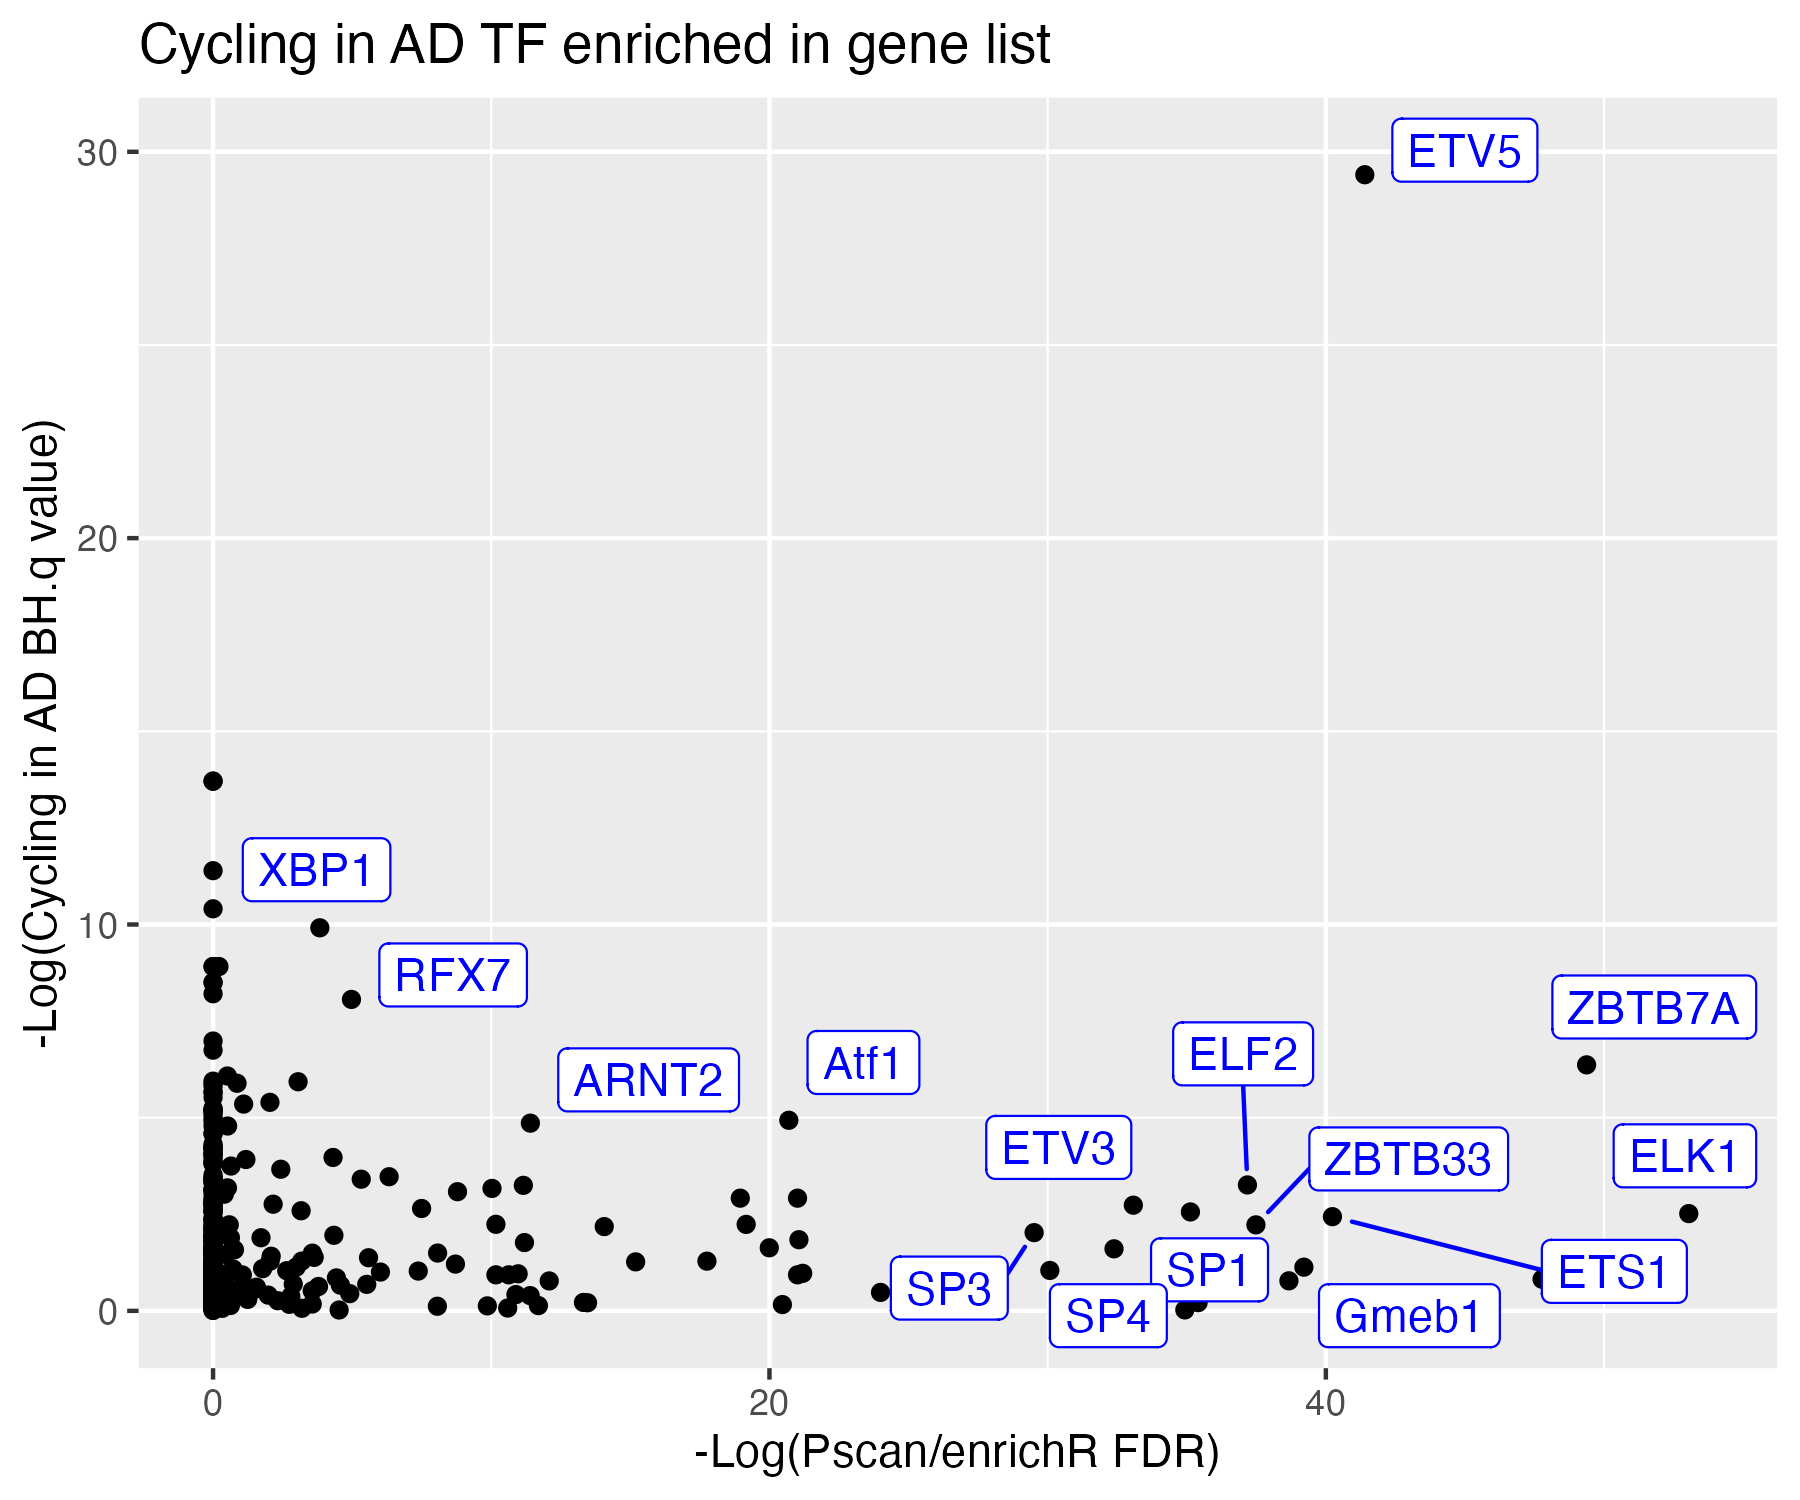 Cycling in AD TF enriched in gene list
-Log(Cycling in AD BH.q value)
30
20
10
0
ETV5
XBP1
RFX7
ZBTB7A
ELF2
Atf1
ARNT2
ETV3
ZBTB33
ELK1
SP3
SP1
ETS1
SP4
Gmeb1
0
20
40
-Log(Pscan/enrichR FDR)